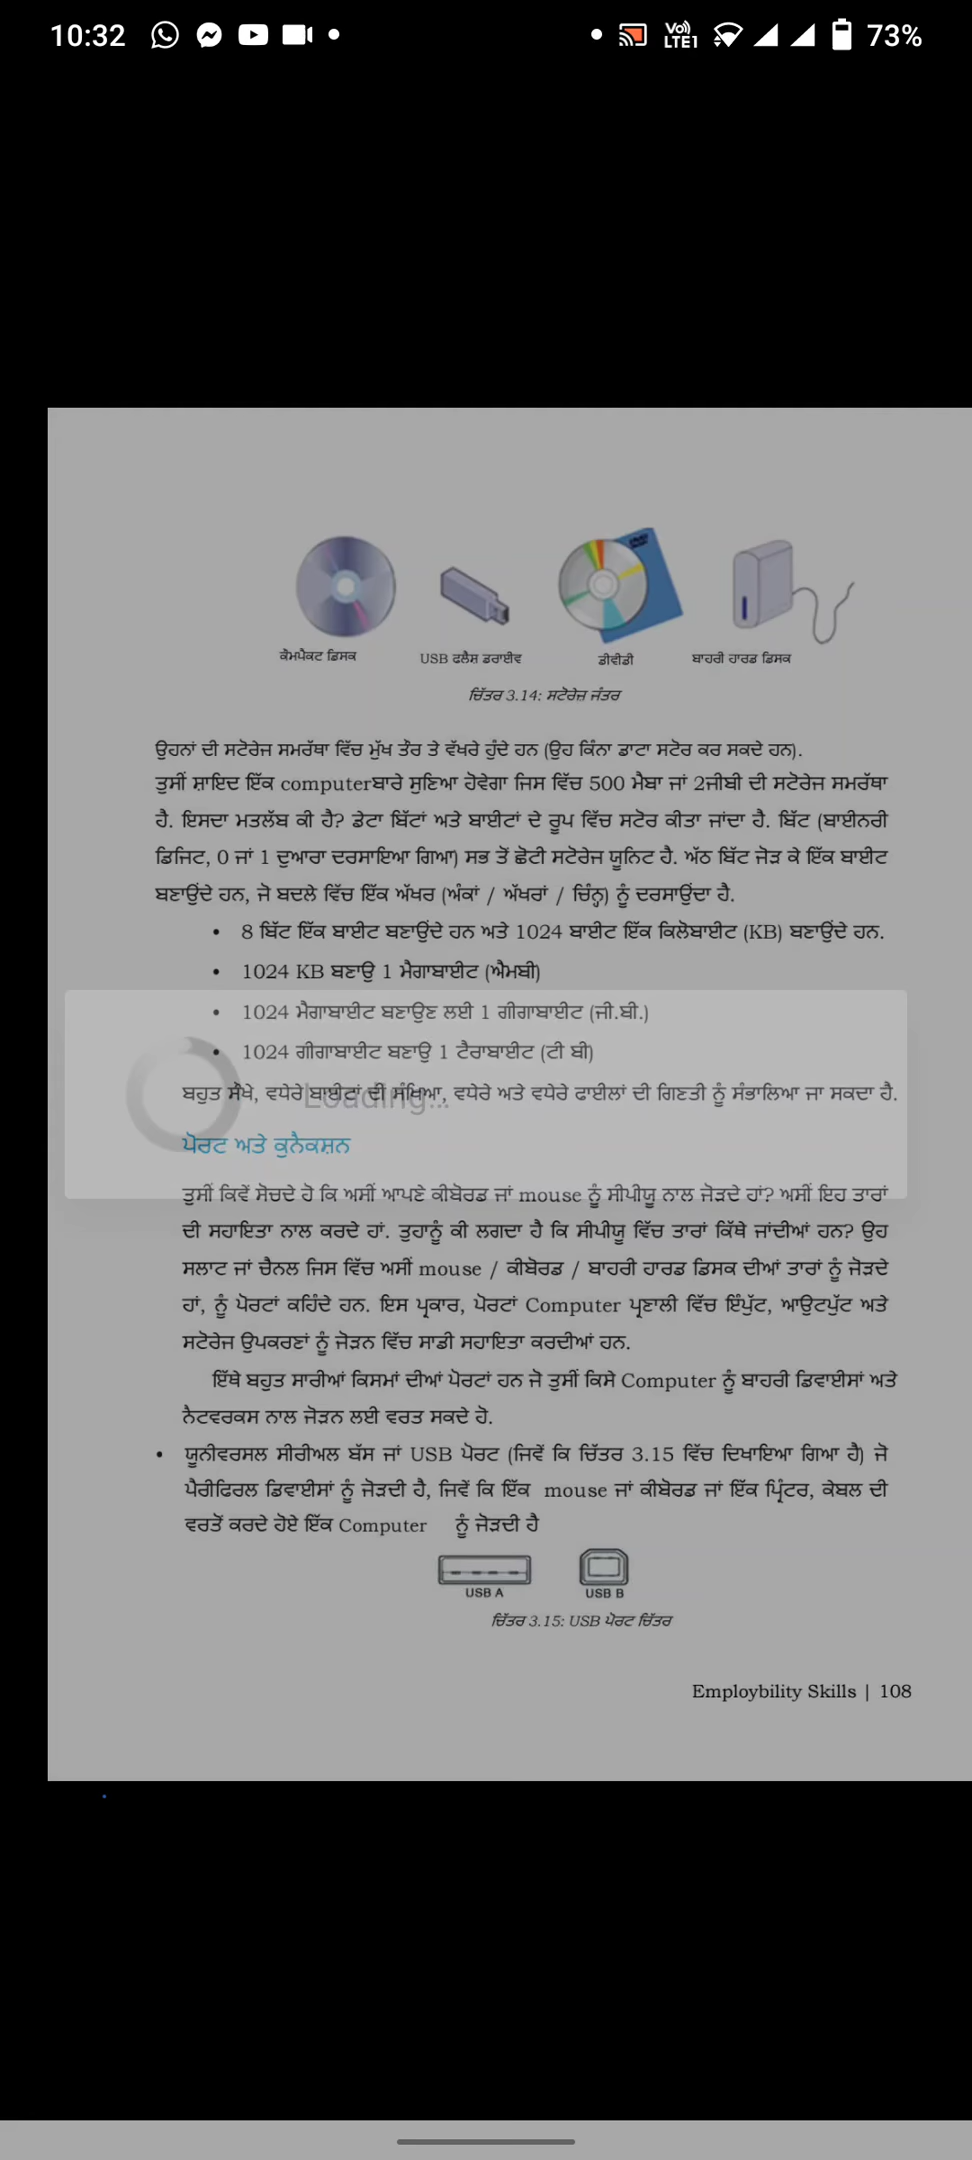 10:32 VoLTE1 73%
ਕੰਮਪੈਕਟ ਡਿਸਕ USB ਫਲੈਸ਼ ਡਰਾਈਵ ਡੀਵੀਡੀ ਬਾਹਰੀ ਹਾਰਡ ਡਿਸਕ
ਚਿੱਤਰ 3.14: ਸਟੋਰੇਜ਼ ਜੰਤਰ
ਉਹਨਾਂ ਦੀ ਸਟੋਰੇਜ ਸਮਰੱਥਾ ਵਿੱਚ ਮੁੱਖ ਤੌਰ ਤੇ ਵੱਖਰੇ ਹੁੰਦੇ ਹਨ (ਉਹ ਕਿੰਨਾ ਡਾਟਾ ਸਟੋਰ ਕਰ ਸਕਦੇ ਹਨ).
ਤੁਸੀਂ ਸ਼ਾਇਦ ਇੱਕ computerਬਾਰੇ ਸੁਣਿਆ ਹੋਵੇਗਾ ਜਿਸ ਵਿੱਚ 500 ਮੈਬਾ ਜਾਂ 2ਜੀਬੀ ਦੀ ਸਟੋਰੇਜ ਸਮਰੱਥਾ
ਹੈ. ਇਸਦਾ ਮਤਲੱਬ ਕੀ ਹੈ? ਡੇਟਾ ਬਿੱਟਾਂ ਅਤੇ ਬਾਈਟਾਂ ਦੇ ਰੂਪ ਵਿੱਚ ਸਟੋਰ ਕੀਤਾ ਜਾਂਦਾ ਹੈ. ਬਿੱਟ (ਬਾਈਨਰੀ
ਡਿਜਿਟ, 0 ਜਾਂ 1 ਦੁਆਰਾ ਦਰਸਾਇਆ ਗਿਆ) ਸਭ ਤੋਂ ਛੋਟੀ ਸਟੋਰੇਜ ਯੂਨਿਟ ਹੈ. ਅੱਠ ਬਿੱਟ ਜੋੜ ਕੇ ਇੱਕ ਬਾਈਟ
ਬਣਾਉਂਦੇ ਹਨ, ਜੋ ਬਦਲੇ ਵਿੱਚ ਇੱਕ ਅੱਖਰ (ਅੰਕਾਂ / ਅੱਖਰਾਂ / ਚਿੰਨ੍ਹ) ਨੂੰ ਦਰਸਾਉਂਦਾ ਹੈ.
• 8 ਬਿੱਟ ਇੱਕ ਬਾਈਟ ਬਣਾਉਂਦੇ ਹਨ ਅਤੇ 1024 ਬਾਈਟ ਇੱਕ ਕਿਲੋਬਾਈਟ (KB) ਬਣਾਉਂਦੇ ਹਨ.
• 1024 KB ਬਣਾਉ 1 ਮੈਗਾਬਾਈਟ (ਐਮਬੀ)
• 1024 ਮੈਗਾਬਾਈਟ ਬਣਾਉਣ ਲਈ 1 ਗੀਗਾਬਾਈਟ (ਜੀ.ਬੀ.)
• 1024 ਗੀਗਾਬਾਈਟ ਬਣਾਉ 1 ਟੈਰਾਬਾਈਟ (ਟੀ ਬੀ)
ਬਹੁਤ ਸੌਖੇ, ਵਧੇਰੇ ਬਾਈਟਾਂ ਦੀ ਸੰਖਿਆ, ਵਧੇਰੇ ਅਤੇ ਵਧੇਰੇ ਫਾਈਲਾਂ ਦੀ ਗਿਣਤੀ ਨੂੰ ਸੰਭਾਲਿਆ ਜਾ ਸਕਦਾ ਹੈ.
Loading...
ਪੋਰਟ ਅਤੇ ਕੁਨੈਕਸ਼ਨ
ਤੁਸੀਂ ਕਿਵੇਂ ਸੋਚਦੇ ਹੋ ਕਿ ਅਸੀਂ ਆਪਣੇ ਕੀਬੋਰਡ ਜਾਂ mouse ਨੂੰ ਸੀਪੀਯੂ ਨਾਲ ਜੋੜਦੇ ਹਾਂ? ਅਸੀਂ ਇਹ ਤਾਰਾਂ
ਦੀ ਸਹਾਇਤਾ ਨਾਲ ਕਰਦੇ ਹਾਂ. ਤੁਹਾਨੂੰ ਕੀ ਲਗਦਾ ਹੈ ਕਿ ਸੀਪੀਯੂ ਵਿੱਚ ਤਾਰਾਂ ਕਿੱਥੇ ਜਾਂਦੀਆਂ ਹਨ? ਉਹ
ਸਲਾਟ ਜਾਂ ਚੈਨਲ ਜਿਸ ਵਿੱਚ ਅਸੀਂ mouse / ਕੀਬੋਰਡ / ਬਾਹਰੀ ਹਾਰਡ ਡਿਸਕ ਦੀਆਂ ਤਾਰਾਂ ਨੂੰ ਜੋੜਦੇ
ਹਾਂ, ਨੂੰ ਪੋਰਟਾਂ ਕਹਿੰਦੇ ਹਨ. ਇਸ ਪ੍ਰਕਾਰ, ਪੋਰਟਾਂ Computer ਪ੍ਰਣਾਲੀ ਵਿੱਚ ਇੰਪੁੱਟ, ਆਉਟਪੁੱਟ ਅਤੇ
ਸਟੋਰੇਜ ਉਪਕਰਣਾਂ ਨੂੰ ਜੋੜਨ ਵਿੱਚ ਸਾਡੀ ਸਹਾਇਤਾ ਕਰਦੀਆਂ ਹਨ.
ਇੱਥੇ ਬਹੁਤ ਸਾਰੀਆਂ ਕਿਸਮਾਂ ਦੀਆਂ ਪੋਰਟਾਂ ਹਨ ਜੋ ਤੁਸੀਂ ਕਿਸੇ Computer ਨੂੰ ਬਾਹਰੀ ਡਿਵਾਈਸਾਂ ਅਤੇ
ਨੈਟਵਰਕਸ ਨਾਲ ਜੋੜਨ ਲਈ ਵਰਤ ਸਕਦੇ ਹੋ.
• ਯੂਨੀਵਰਸਲ ਸੀਰੀਅਲ ਬੱਸ ਜਾਂ USB ਪੋਰਟ (ਜਿਵੇਂ ਕਿ ਚਿੱਤਰ 3.15 ਵਿੱਚ ਦਿਖਾਇਆ ਗਿਆ ਹੈ) ਜੋ
ਪੈਰੀਫਿਰਲ ਡਿਵਾਈਸਾਂ ਨੂੰ ਜੋੜਦੀ ਹੈ, ਜਿਵੇਂ ਕਿ ਇੱਕ mouse ਜਾਂ ਕੀਬੋਰਡ ਜਾਂ ਇੱਕ ਪ੍ਰਿੰਟਰ, ਕੇਬਲ ਦੀ
ਵਰਤੋਂ ਕਰਦੇ ਹੋਏ ਇੱਕ Computer ਨੂੰ ਜੋੜਦੀ ਹੈ
USB A USB B
ਚਿੱਤਰ 3.15: USB ਪੋਰਟ ਚਿੱਤਰ
Employbility Skills | 108